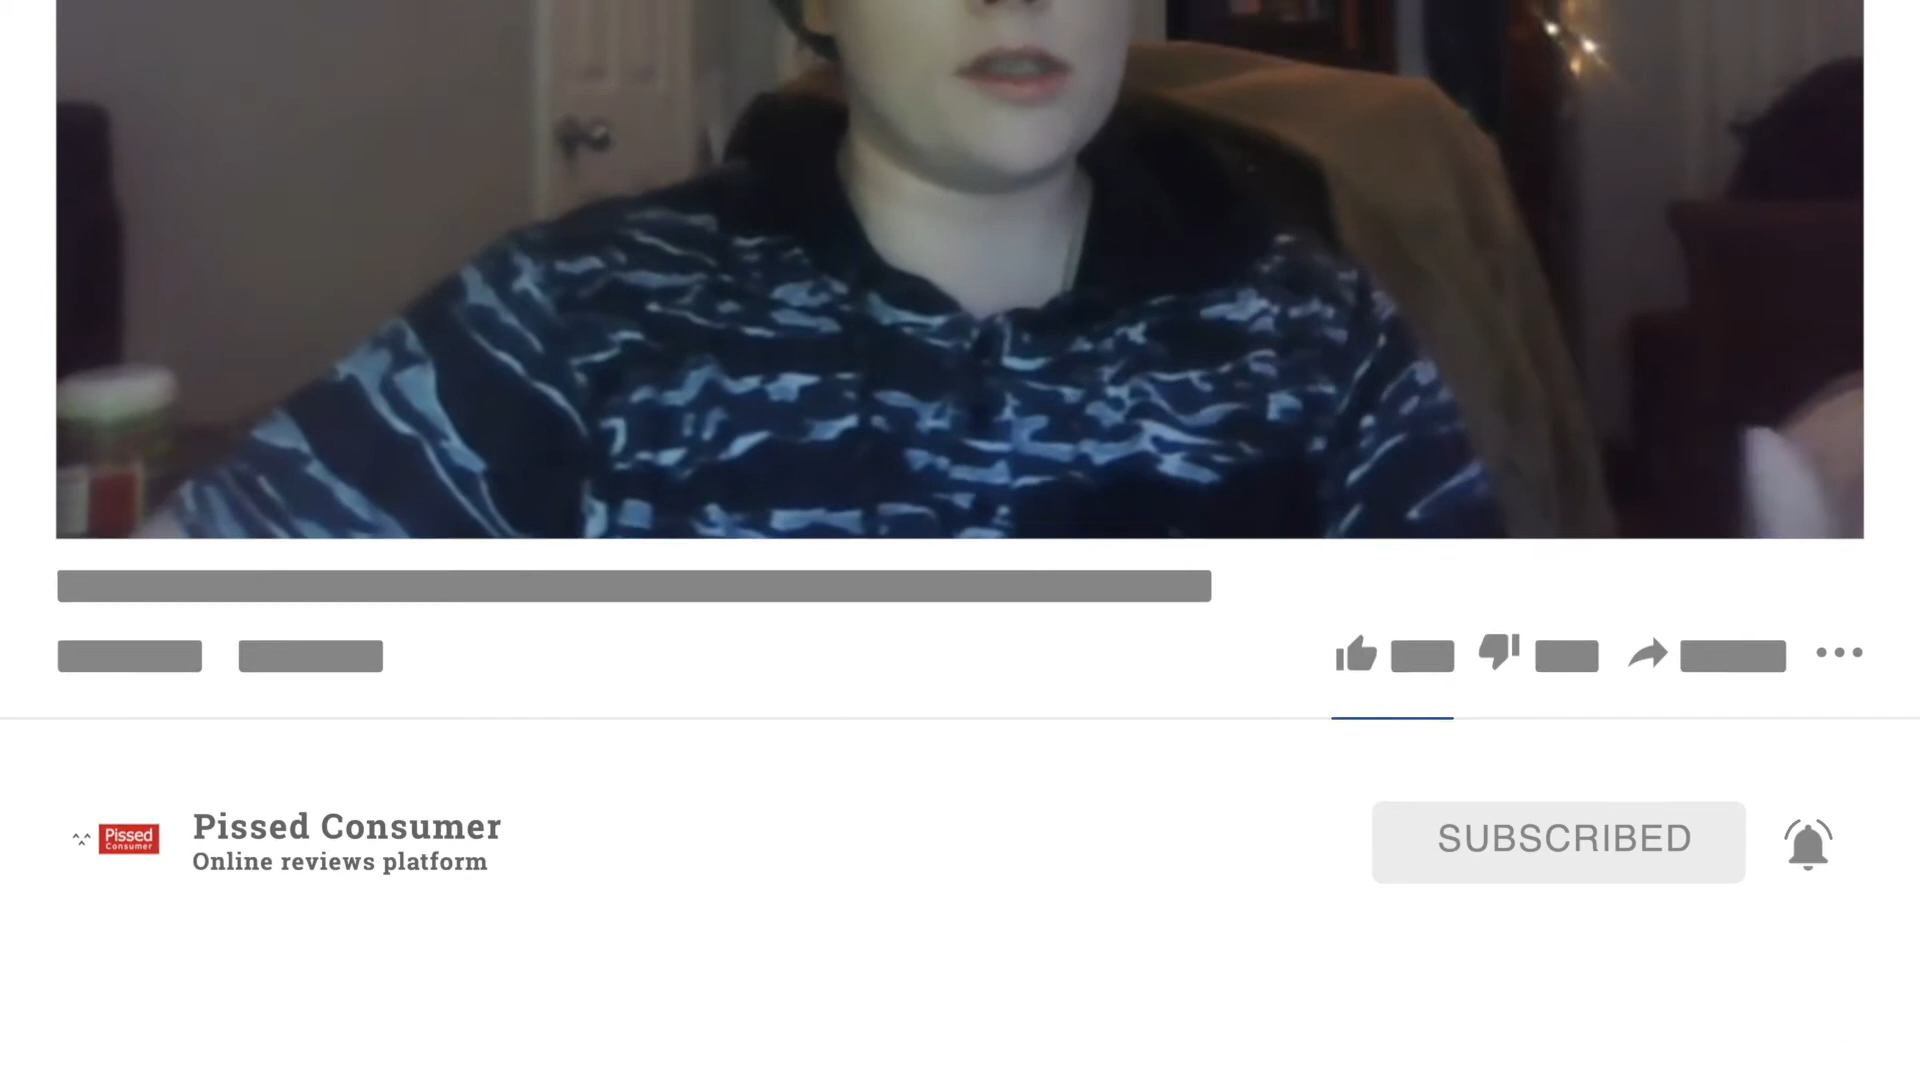 Pissed
Consumer
Pissed Consumer
Online reviews platform
SUBSCRIBED